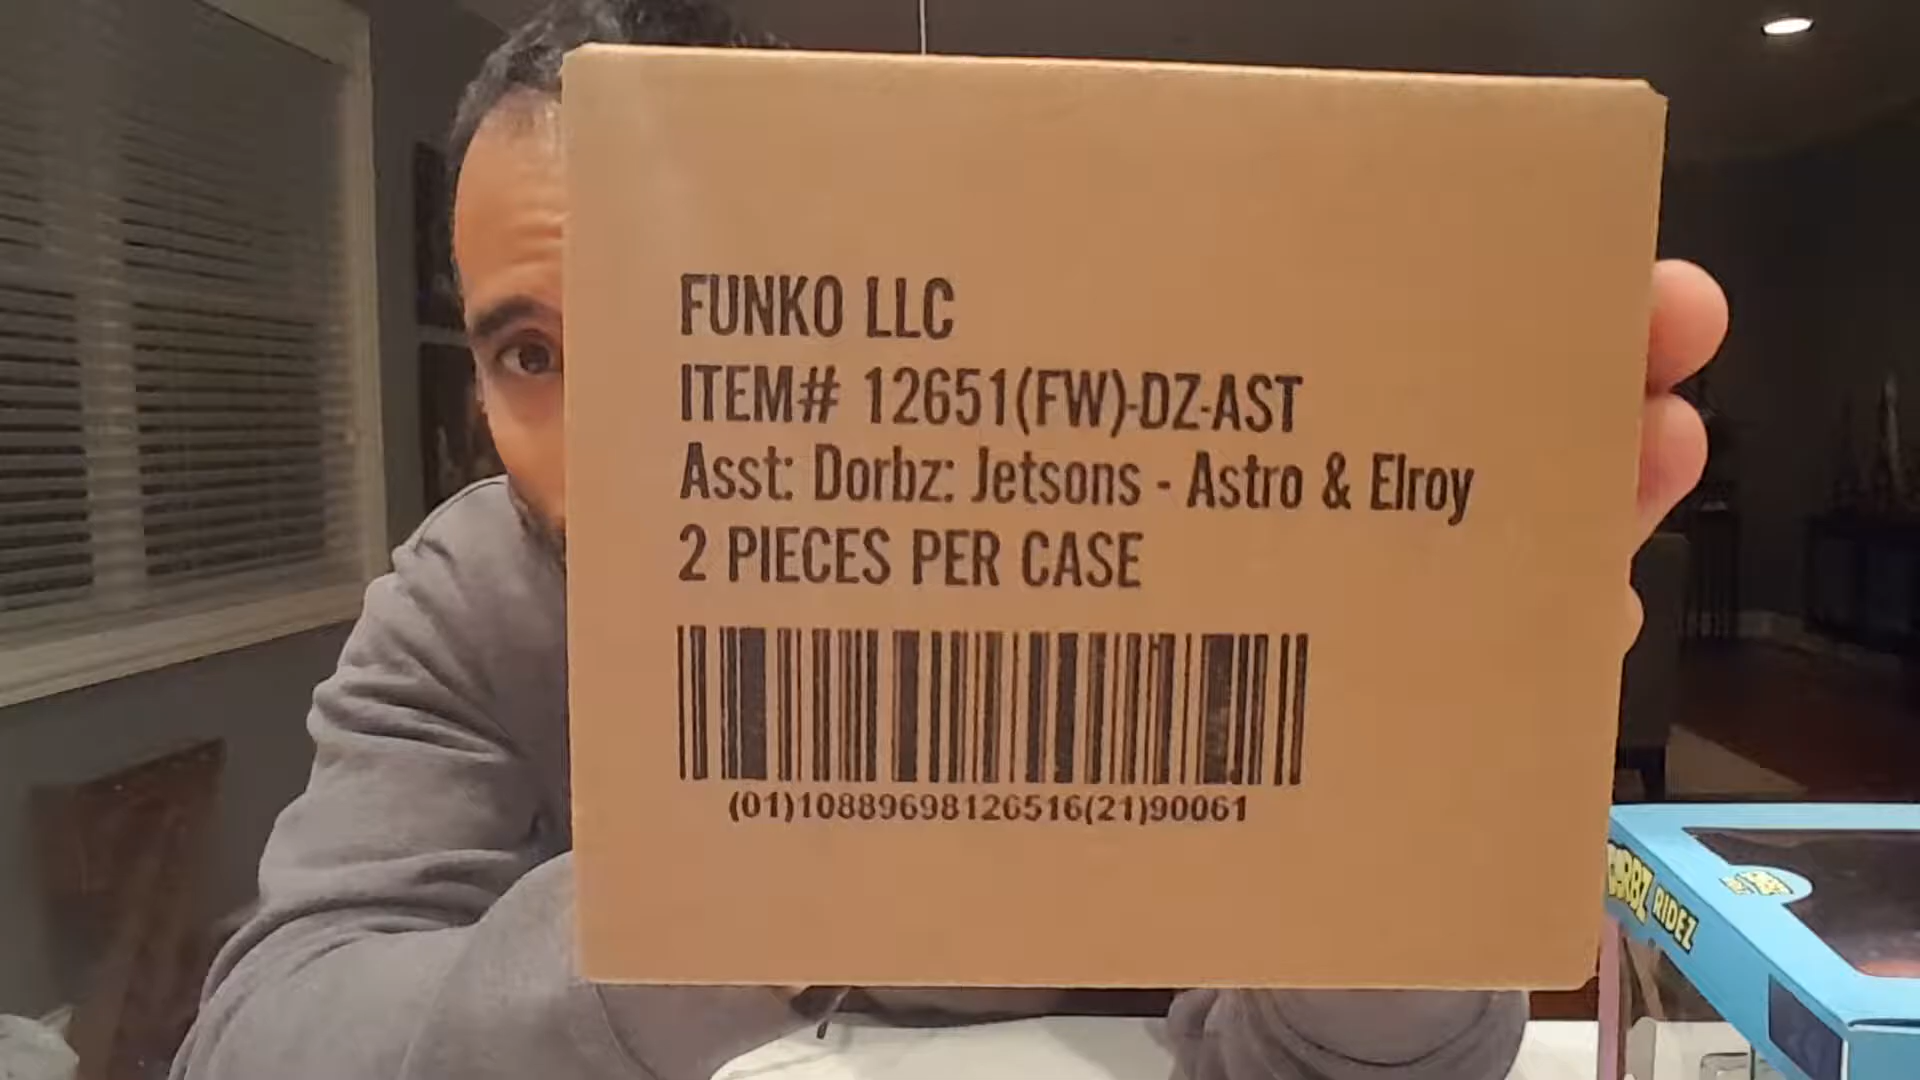 FUNKO LLC
ITEM# 12651(FW)-DZ-AST
Asst: Dorbz: Jetsons - Astro & Elroy
2 PIECES PER CASE
(01)10889698126516(21)90061
DORBZ RIDEZ